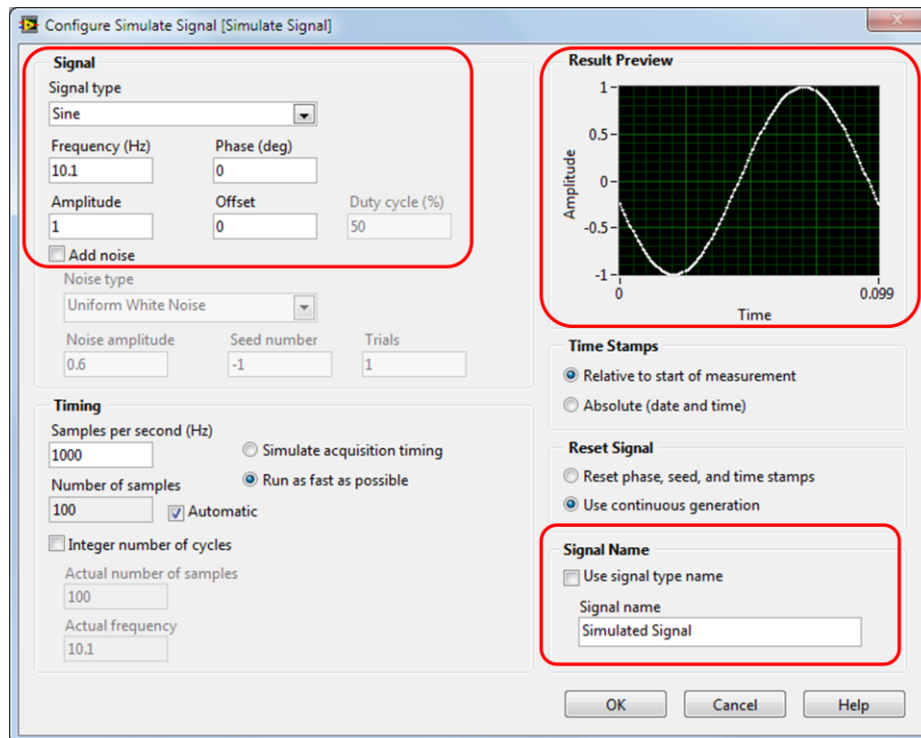 Configure Simulate Signal [Simulate Signal]
Signal
Signal type
Sine
Frequency (Hz) Phase (deg)
10.1 0
Amplitude Offset Duty cycle (%)
1 0 50
Add noise
Noise type
Uniform White Noise
Noise amplitude Seed number Trials
0.6 -1 1
Timing
Samples per second (Hz)
1000
Simulate acquisition timing
Run as fast as possible
Number of samples
100 Automatic
Integer number of cycles
Actual number of samples
100
Actual frequency
10.1
Result Preview
Amplitude
1
0.5
0
-0.5
-1
0 0.099
Time
Time Stamps
Relative to start of measurement
Absolute (date and time)
Reset Signal
Reset phase, seed, and time stamps
Use continuous generation
Signal Name
Use signal type name
Signal name
Simulated Signal
OK Cancel Help